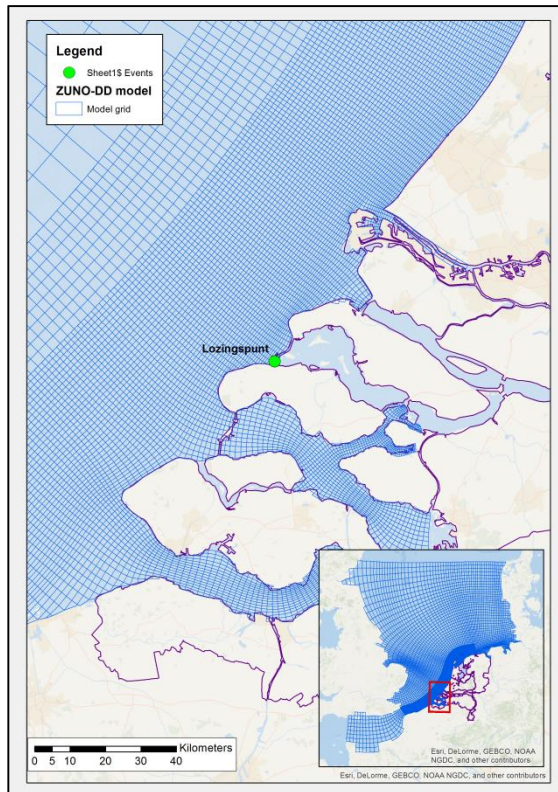 Legend
Sheet1$ Events
ZUNO-DD model
Model grid
Lozingspunt
Kilometers
0 5 10 20 30 40
Esri, DeLorme, GEBCO, NOAA
NGDC, and other contributors
Esri, DeLorme, GEBCO, NOAA NGDC, and other contributors